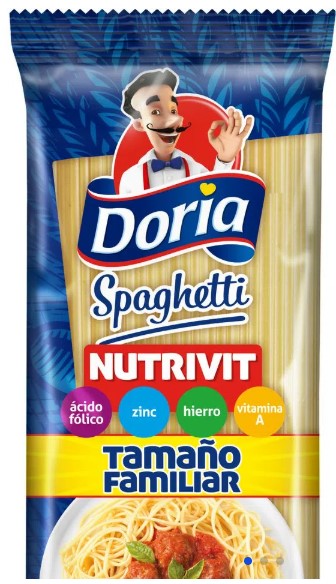 Doria
Spaghetti
NUTRIVIT
ácido fólico zinc hierro vitamina A
TAMAÑO
FAMILIAR